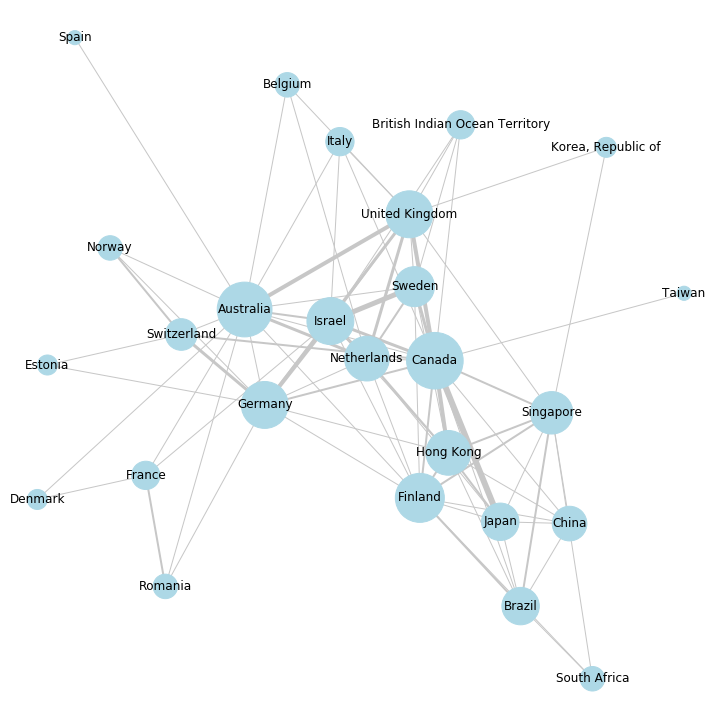 Spain
Belgium
British Indian Ocean Territory
Italy
Korea, Republic of
United Kingdom
Norway
Sweden
Taiwan
Australia
Israel
Switzerland
Netherlands
Canada
Estonia
Germany
Singapore
Hong Kong
France
Denmark
Finland
Japan
China
Romania
Brazil
South Africa